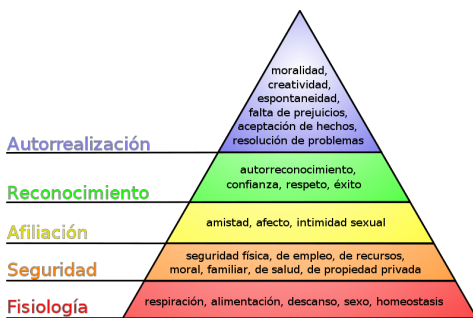 moralidad,
creatividad,
espontaneidad,
falta de prejuicios,
aceptación de hechos,
resolución de problemas
Autorrealización
autorreconocimiento,
confianza, respeto, éxito
Reconocimiento
amistad, afecto, intimidad sexual
Afiliación
seguridad física, de empleo, de recursos,
moral, familiar, de salud, de propiedad privada
Seguridad
respiración, alimentación, descanso, sexo, homeostasis
Fisiología